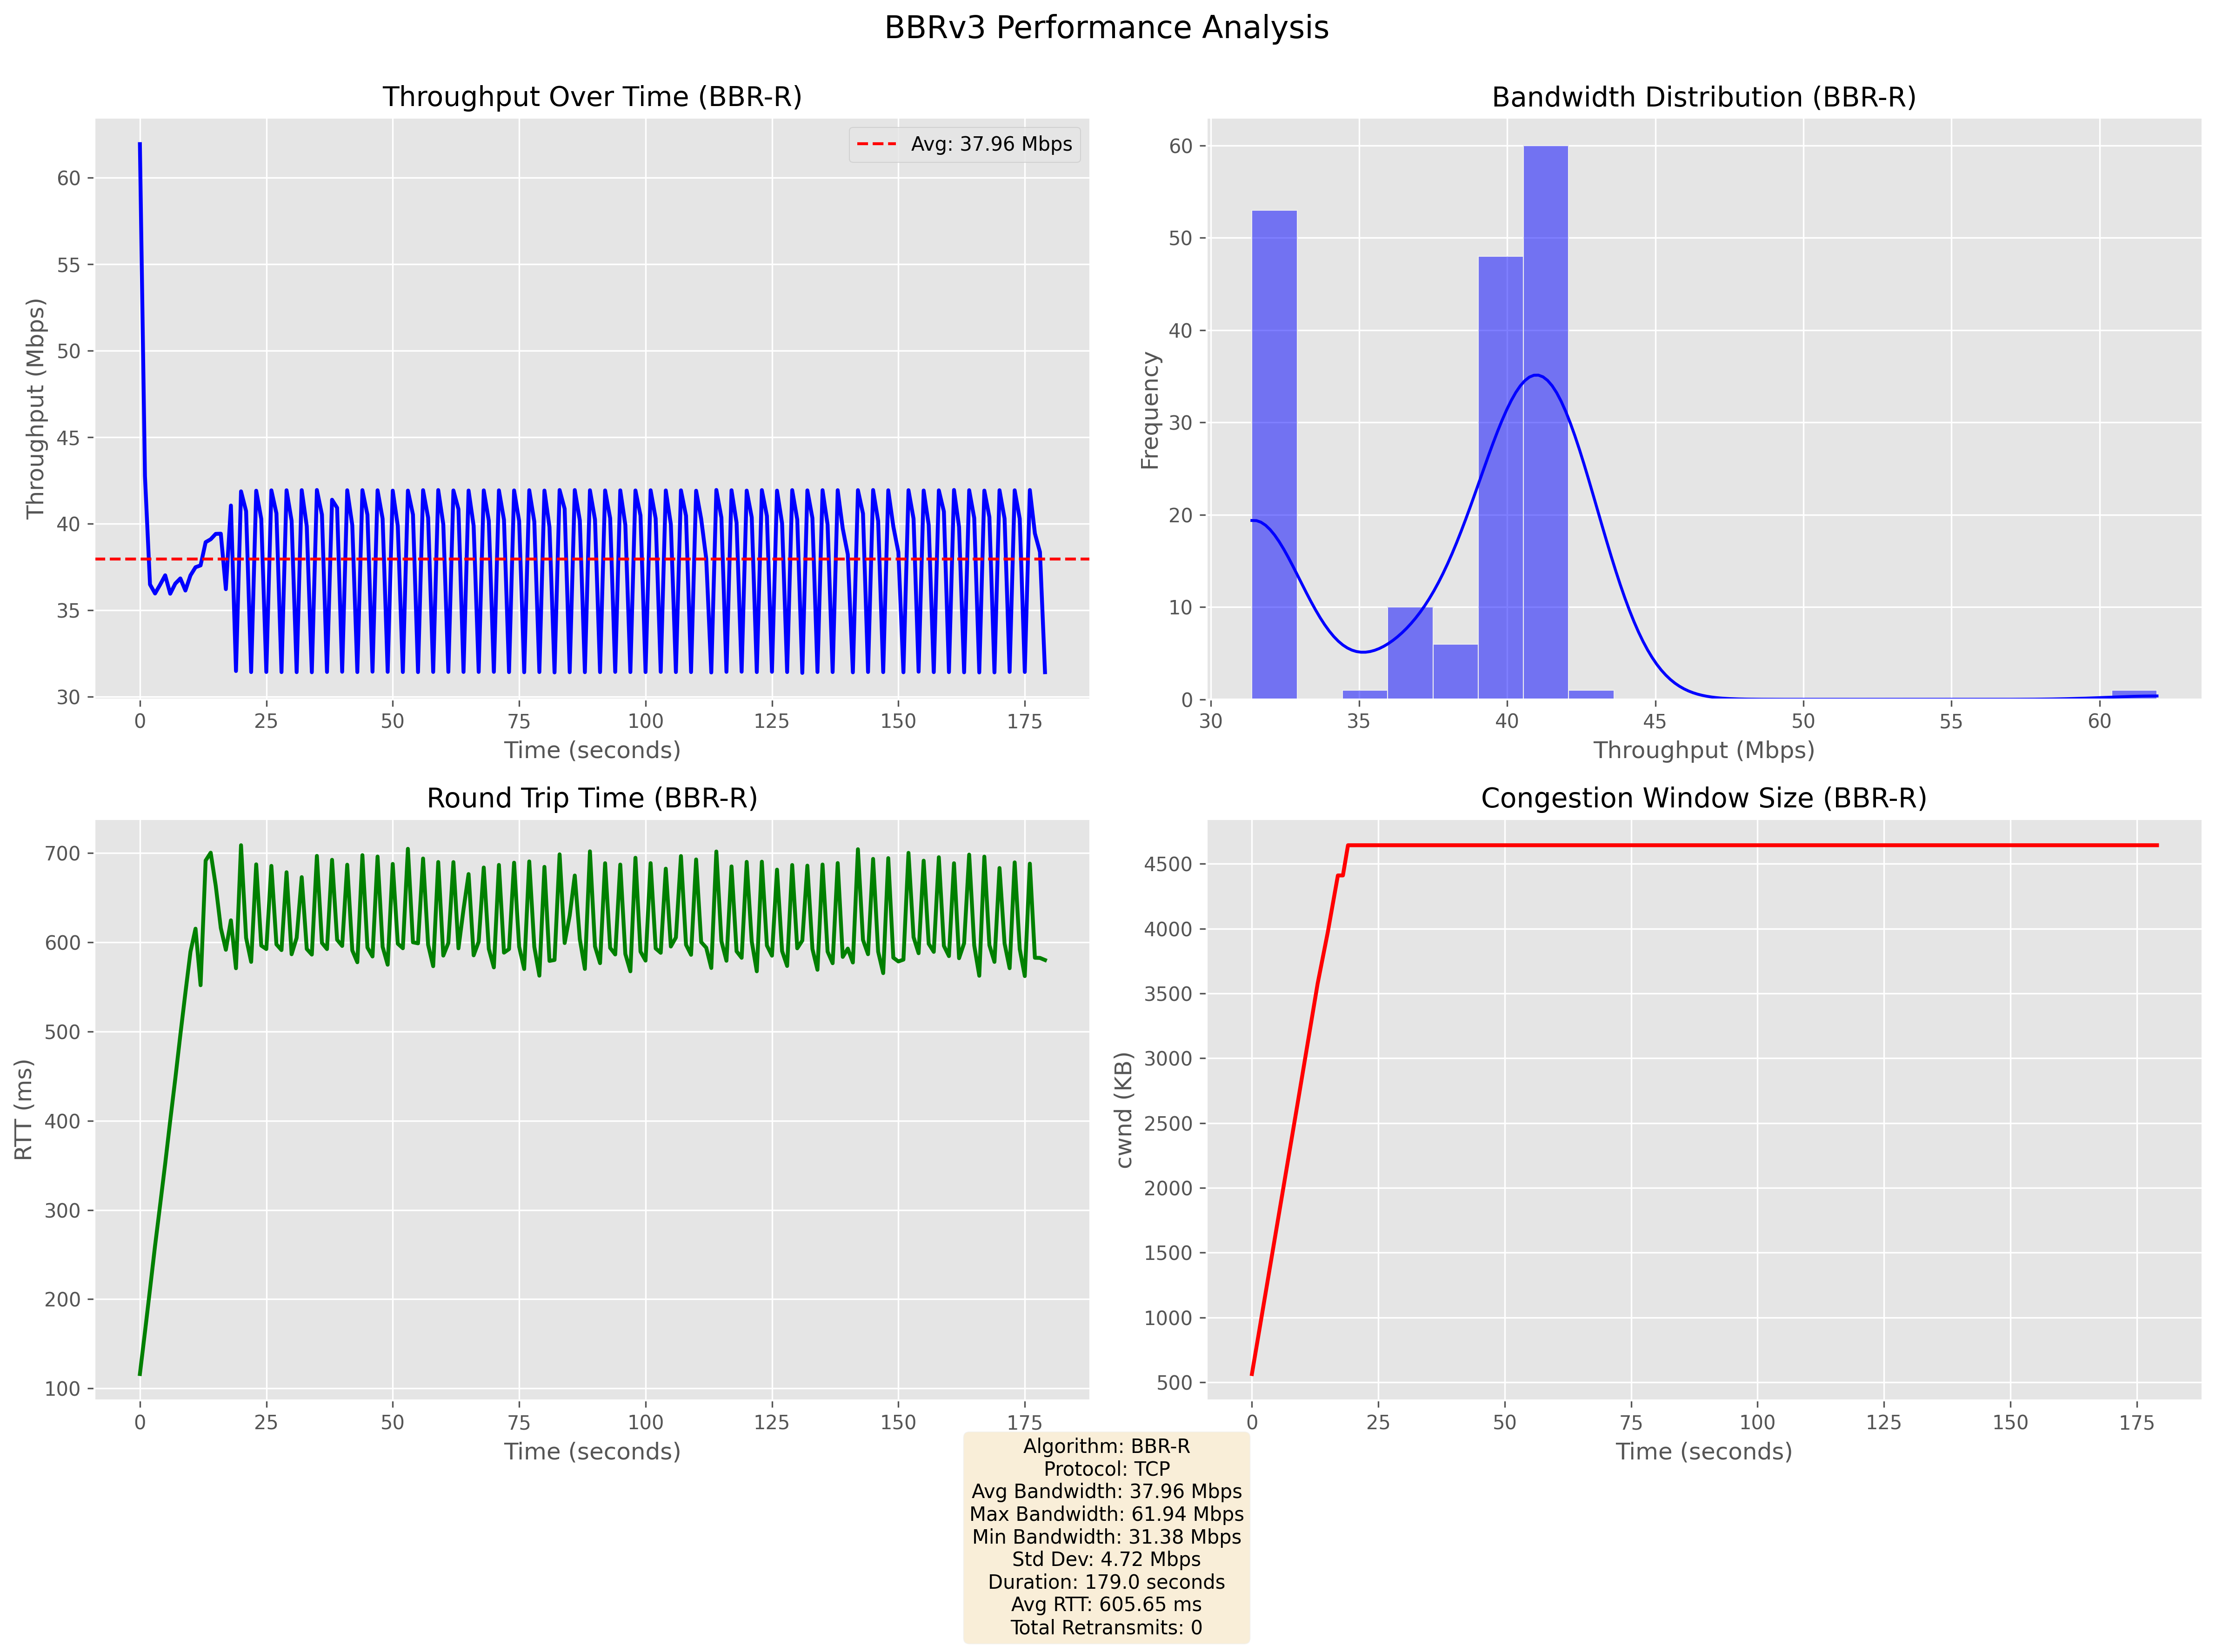 BBRv3 Performance Analysis
Throughput Over Time (BBR-R)
Throughput (Mbps)
60
55
50
45
40
35
30
Avg: 37.96 Mbps
0 25 50 75 100 125 150 175
Time (seconds)
Bandwidth Distribution (BBR-R)
Frequency
60
50
40
30
20
10
0
30 35 40 45 50 55 60
Throughput (Mbps)
Round Trip Time (BBR-R)
RTT (ms)
700
600
500
400
300
200
100
0 25 50 75 100 125 150 175
Time (seconds)
Congestion Window Size (BBR-R)
cwnd (KB)
4500
4000
3500
3000
2500
2000
1500
1000
500
0 25 50 75 100 125 150 175
Time (seconds)
Algorithm: BBR-R
Protocol: TCP
Avg Bandwidth: 37.96 Mbps
Max Bandwidth: 61.94 Mbps
Min Bandwidth: 31.38 Mbps
Std Dev: 4.72 Mbps
Duration: 179.0 seconds
Avg RTT: 605.65 ms
Total Retransmits: 0